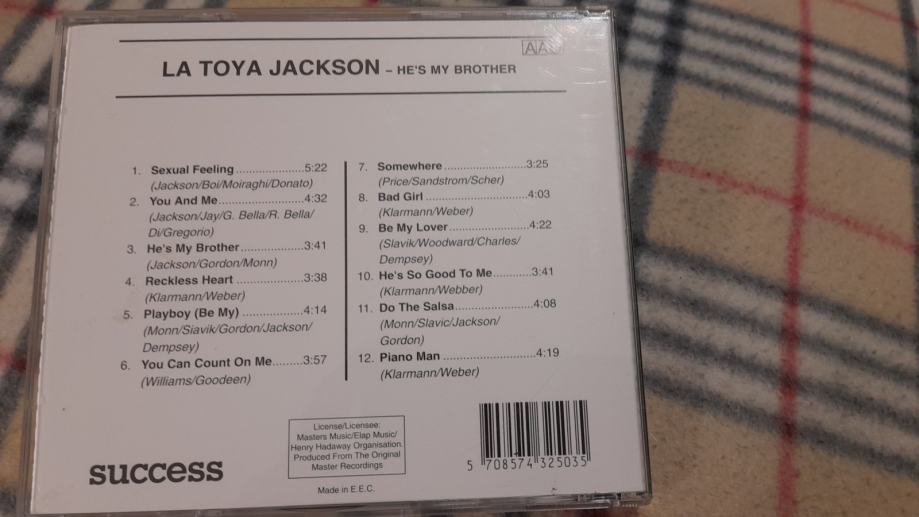 AAD
LA TOYA JACKSON – HE'S MY BROTHER
1. Sexual Feeling..................5:22
(Jackson/Boi/Moiraghi/Donato)
2. You And Me.......................4:32
(Jackson/Jay/G. Bella/R. Bella/
Di/Gregorio)
3. He's My Brother................3:41
(Jackson/Gordon/Monn)
4. Reckless Heart .................3:38
(Klarmann/Weber)
5. Playboy (Be My) ................4:14
(Monn/Siavik/Gordon/Jackson/
Dempsey)
6. You Can Count On Me........3:57
(Williams/Goodeen)
7. Somewhere ......................3:25
(Price/Sandstrom/Scher)
8. Bad Girl ...........................4:03
(Klarmann/Weber)
9. Be My Lover.....................4:22
(Slavik/Woodward/Charles/
Dempsey)
10. He's So Good To Me..........3:41
(Klarmann/Webber)
11. Do The Salsa.....................4:08
(Monn/Slavic/Jackson/
Gordon)
12. Piano Man .........................4:19
(Klarmann/Weber)
success
License/Licensee:
Masters Music/Elap Music/
Henry Hadaway Organisation.
Produced From The Original
Master Recordings
Made in E.E.C.
5 708574 325035